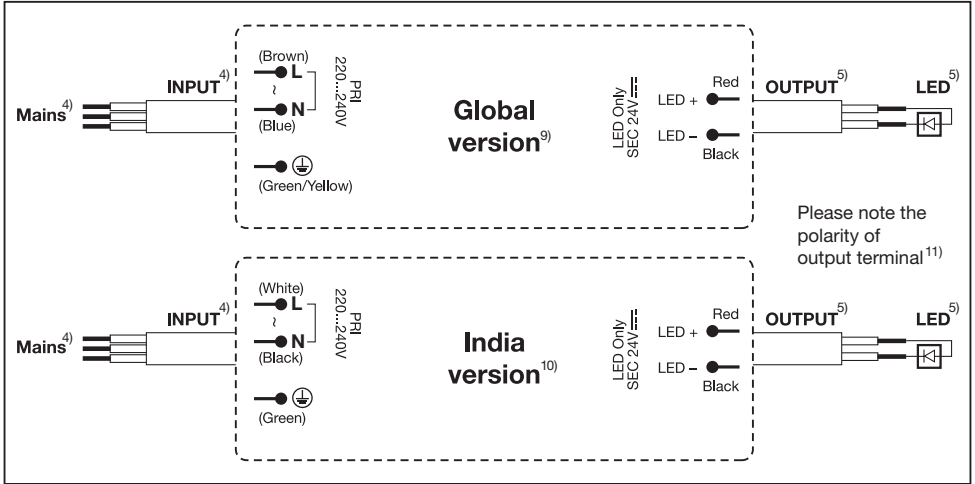 Mains4)
INPUT4)
(Brown)
L
~
N
(Blue)
(Green/Yellow)
PRI
220...240V
Global
version9)
LED Only
SEC 24V
LED +
Red
LED –
Black
OUTPUT5)
LED5)
Please note the
polarity of
output terminal11)
Mains4)
INPUT4)
(White)
L
~
N
(Black)
(Green)
PRI
220...240V
India
version10)
LED Only
SEC 24V
LED +
Red
LED –
Black
OUTPUT5)
LED5)